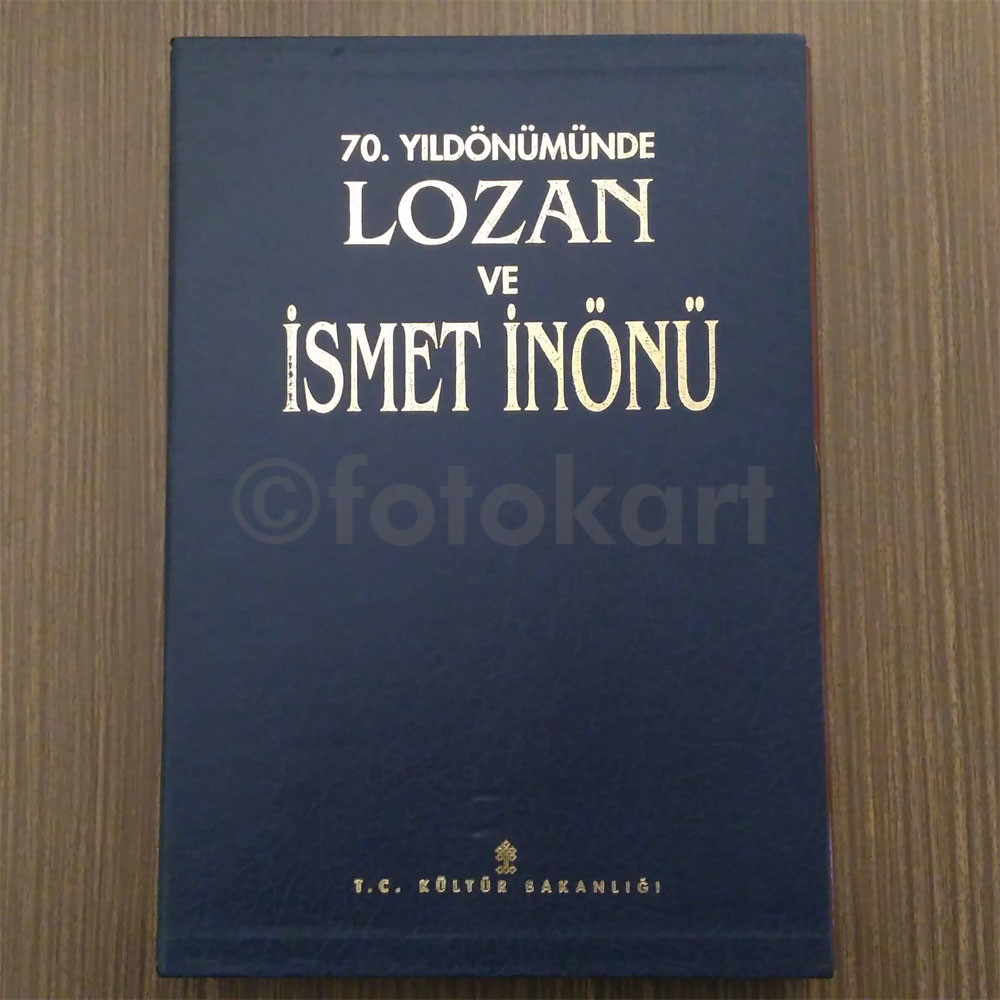 70. YILDÖNÜMÜNDE
LOZAN
VE
İSMET İNÖNÜ
©fotokart
T.C. KÜLTÜR BAKANLIĞI